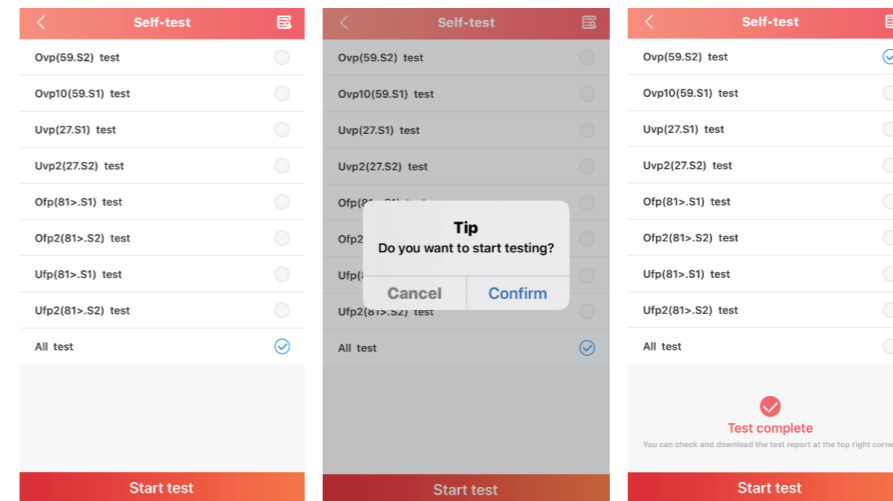 Self-test
Ovp(59.S2) test
Ovp10(59.S1) test
Uvp(27.S1) test
Uvp2(27.S2) test
Ofp(81>.S1) test
Ofp2(81>.S2) test
Ufp(81>.S1) test
Ufp2(81>.S2) test
All test
Start test
Self-test
Ovp(59.S2) test
Ovp10(59.S1) test
Uvp(27.S1) test
Uvp2(27.S2) test
Tip
Do you want to start testing?
Cancel
Confirm
Ufp2(81>.S2) test
All test
Start test
Self-test
Ovp(59.S2) test
Ovp10(59.S1) test
Uvp(27.S1) test
Uvp2(27.S2) test
Ofp(81>.S1) test
Ofp2(81>.S2) test
Ufp(81>.S1) test
Ufp2(81>.S2) test
All test
Test complete
You can check and download the test report at the top right corne
Start test